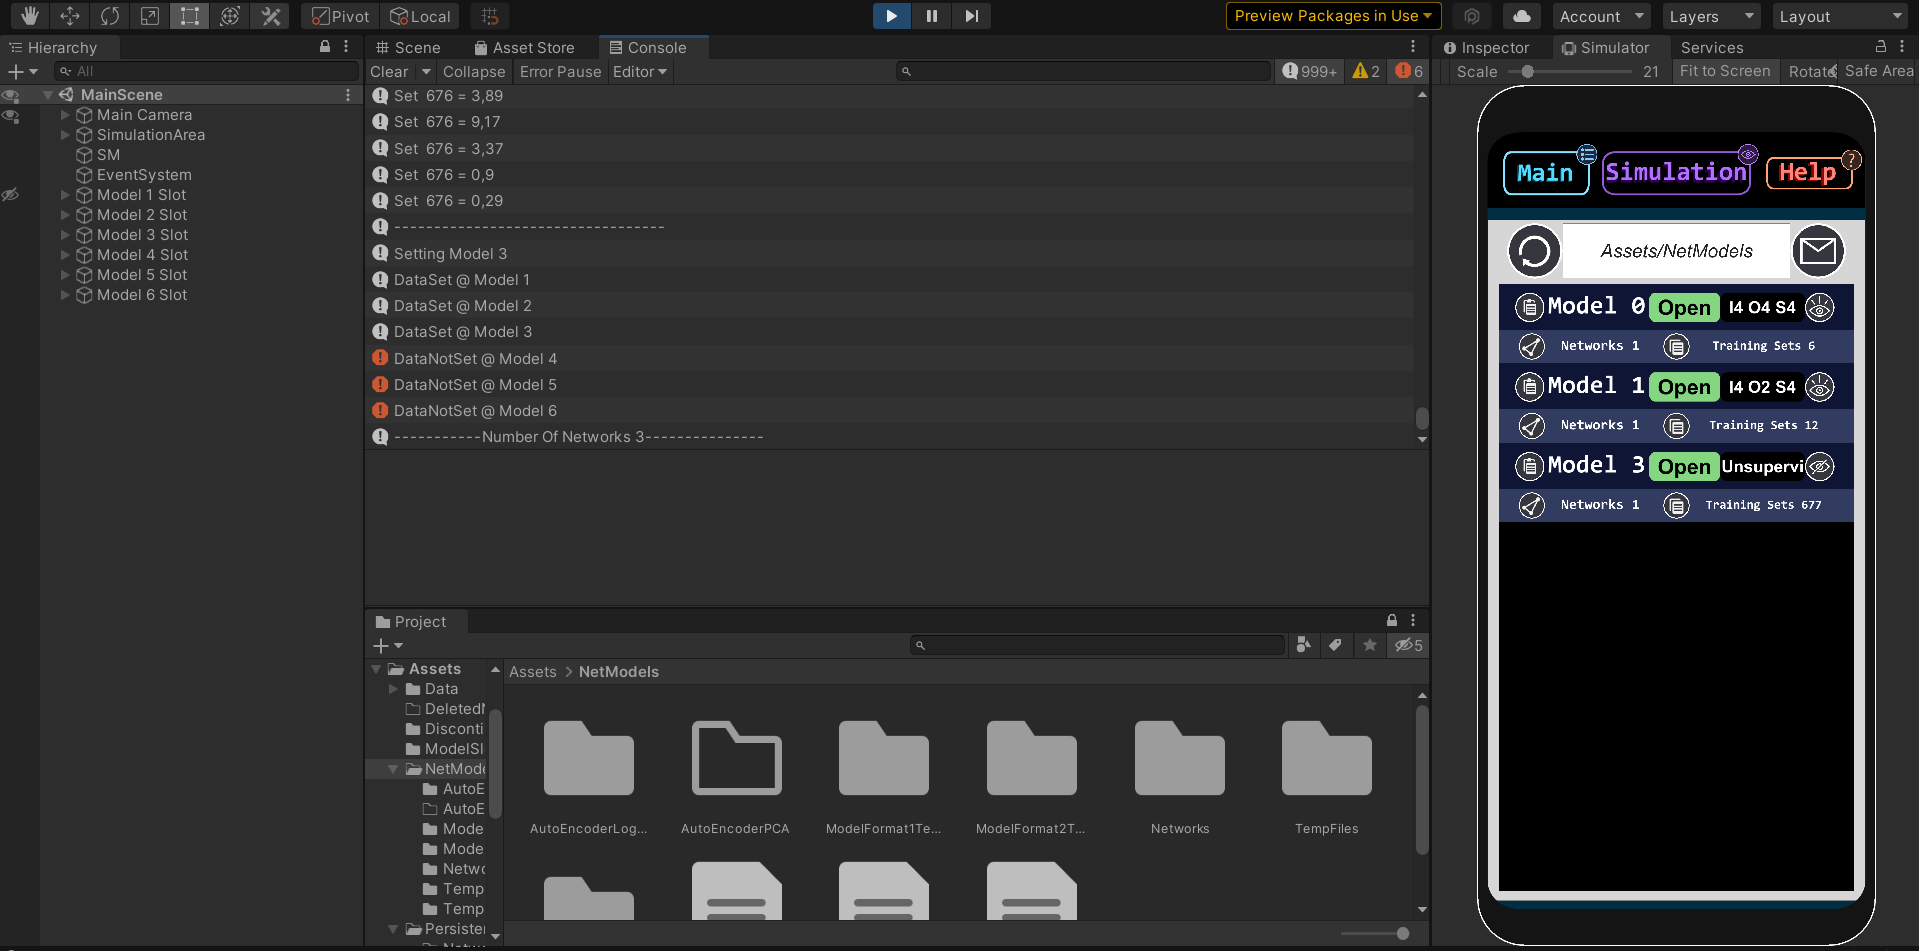 Pivot Local Preview Packages in Use Account Layers Layout
Hierarchy Scene Asset Store Console Inspector Simulator Services
All Clear Collapse Error Pause Editor 999+ 2 6 Scale 21 Fit to Screen Rotate Safe Area
MainScene
Main Camera
SimulationArea
SM
EventSystem
Model 1 Slot
Model 2 Slot
Model 3 Slot
Model 4 Slot
Model 5 Slot
Model 6 Slot
Set 676 = 3,89
Set 676 = 9,17
Set 676 = 3,37
Set 676 = 0,9
Set 676 = 0,29
---------------------------------
Setting Model 3
DataSet @ Model 1
DataSet @ Model 2
DataSet @ Model 3
DataNotSet @ Model 4
DataNotSet @ Model 5
DataNotSet @ Model 6
-----------Number Of Networks 3---------------
Project
5
Assets
Data
Deleted
Disconti
ModelSl
NetMode
AutoE
AutoE
Mode
Mode
Netwo
Temp
Temp
Persister
Assets > NetModels
AutoEncoderLog...
AutoEncoderPCA
ModelFormat1Te...
ModelFormat2T...
Networks
TempFiles
Main Simulation Help ?
Assets/NetModels
Model 0 Open I4 O4 S4
Networks 1 Training Sets 6
Model 1 Open I4 O2 S4
Networks 1 Training Sets 12
Model 3 Open Unsupervi
Networks 1 Training Sets 677